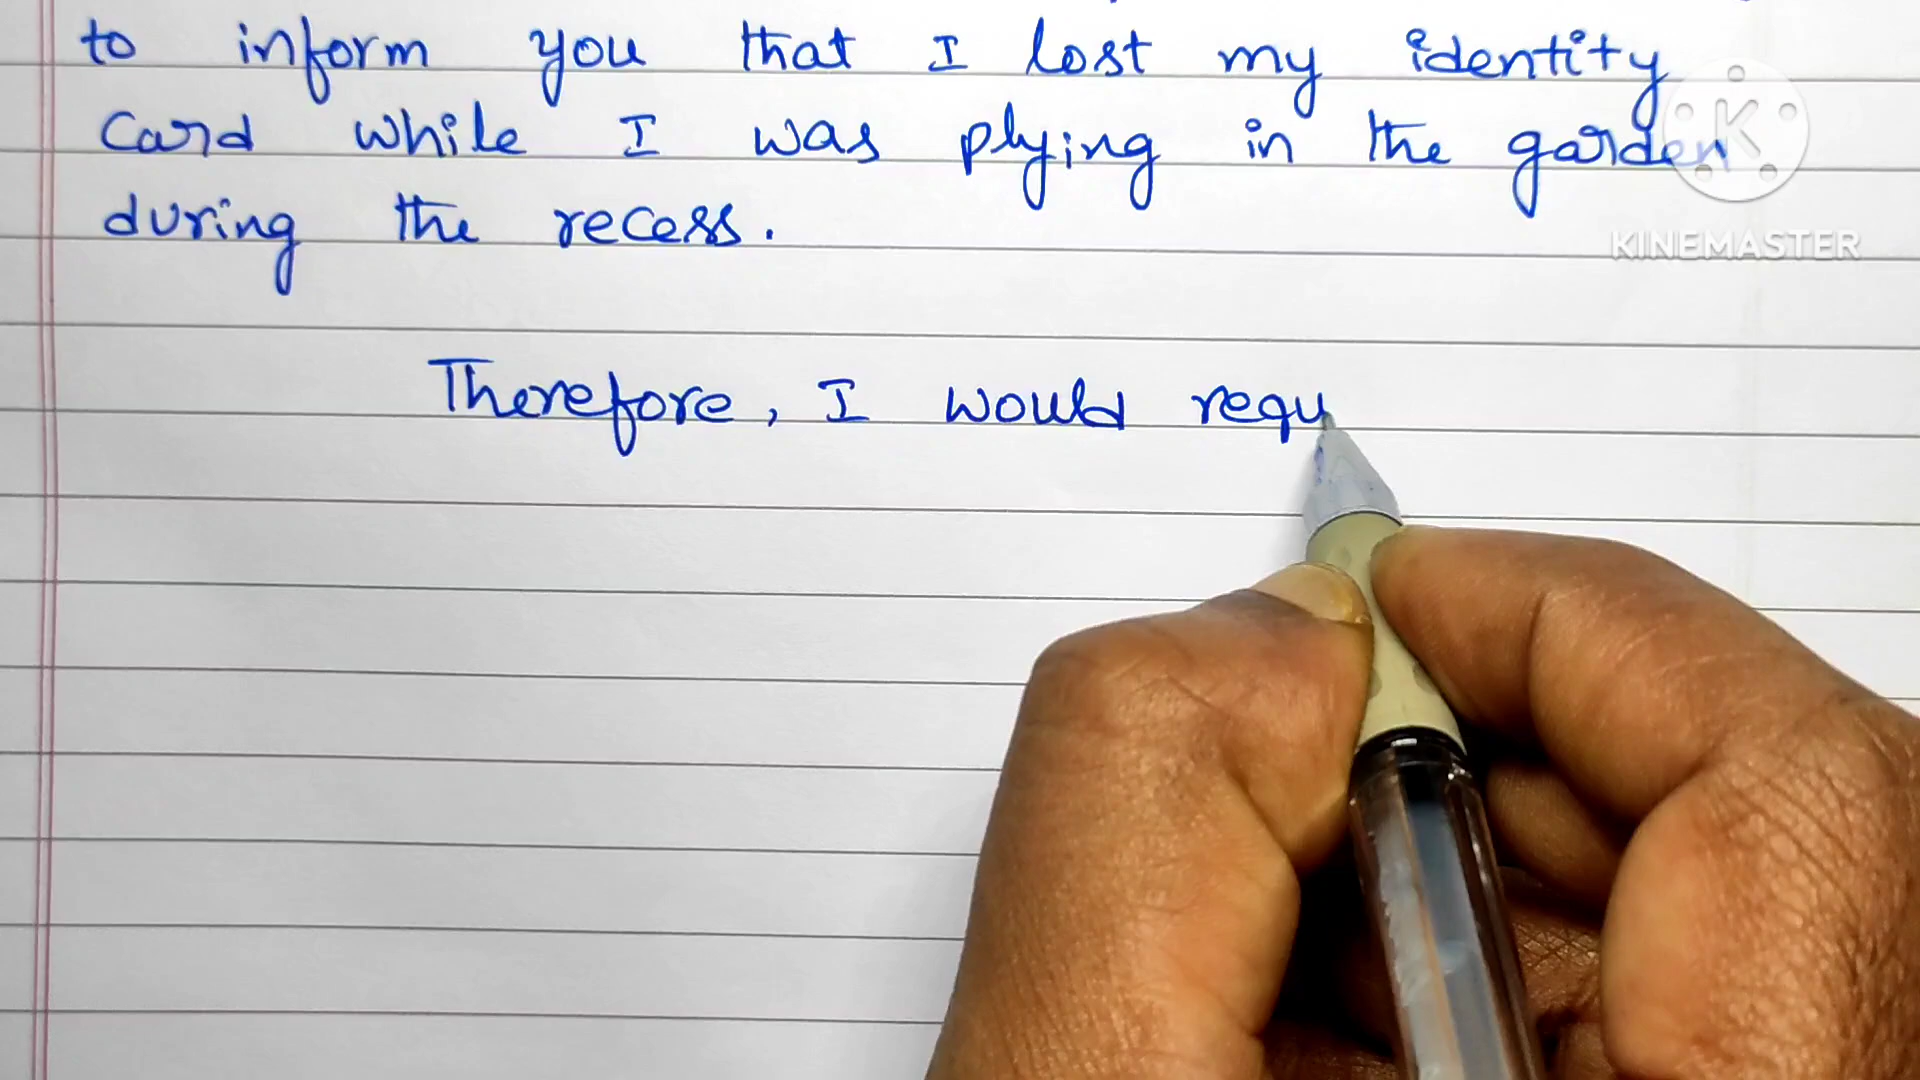 to inform you that I lost my identity
card while I was plying in the garden
during the recess.
Therefore, I would requ
K
KINEMASTER